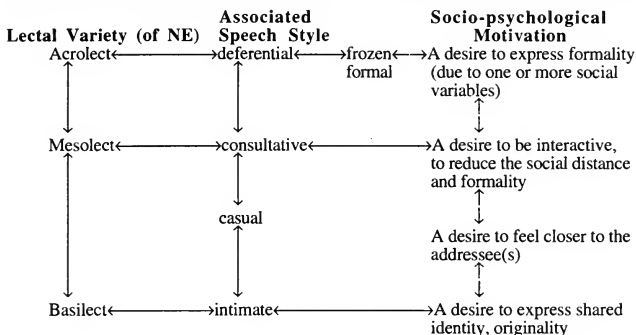 Lectal Variety (of NE) Associated Speech Style Socio-psychological Motivation
Acrolect deferential frozen A desire to express formality
formal (due to one or more social
variables)
Mesolect consultative A desire to be interactive,
to reduce the social distance
and formality
casual
A desire to feel closer to the
addressee(s)
Basilect intimate A desire to express shared
identity, originality